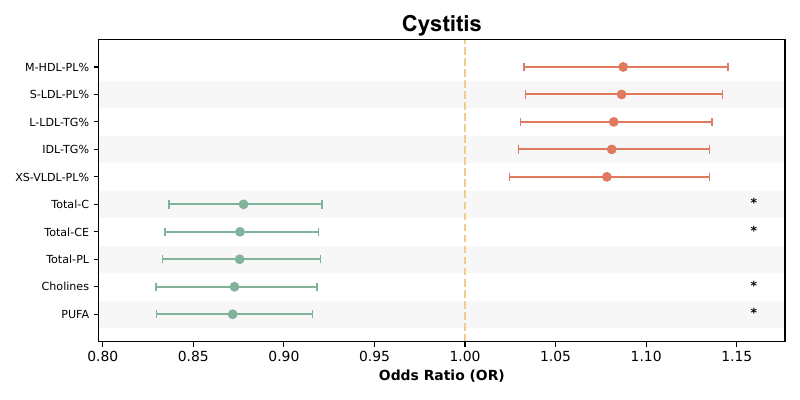 Cystitis
M-HDL-PL%
S-LDL-PL%
L-LDL-TG%
IDL-TG%
XS-VLDL-PL%
Total-C *
Total-CE *
Total-PL
Cholines *
PUFA *
0.80 0.85 0.90 0.95 1.00 1.05 1.10 1.15
Odds Ratio (OR)